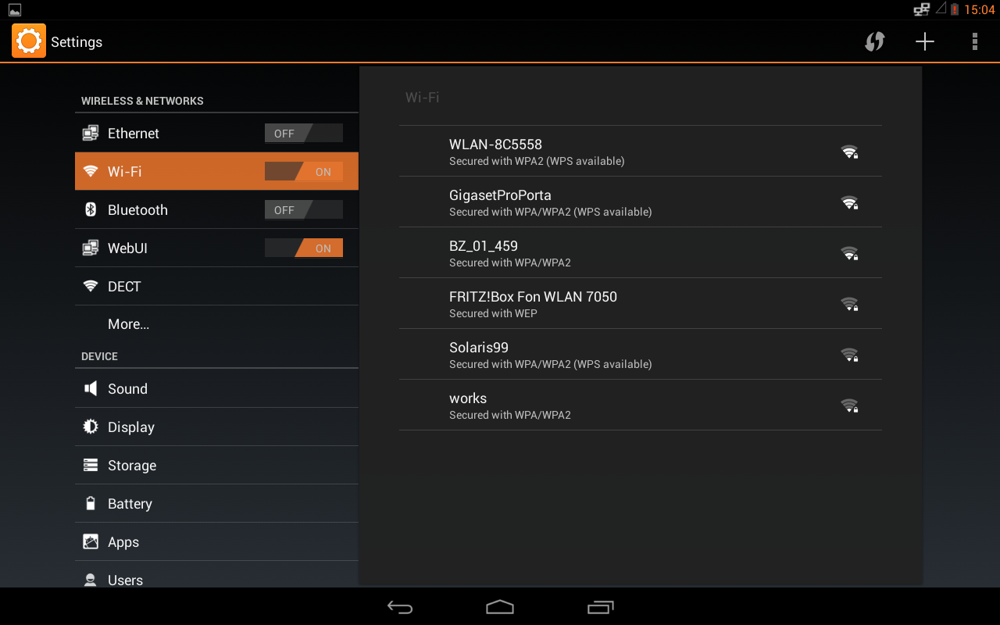 15:04
Settings
WIRELESS & NETWORKS
Ethernet OFF
Wi-Fi ON
Bluetooth OFF
WebUI ON
DECT
More...
DEVICE
Sound
Display
Storage
Battery
Apps
Users
Wi-Fi
WLAN-8C5558
Secured with WPA2 (WPS available)
GigasetProPorta
Secured with WPA/WPA2 (WPS available)
BZ_01_459
Secured with WPA/WPA2
FRITZ!Box Fon WLAN 7050
Secured with WEP
Solaris99
Secured with WPA/WPA2 (WPS available)
works
Secured with WPA/WPA2